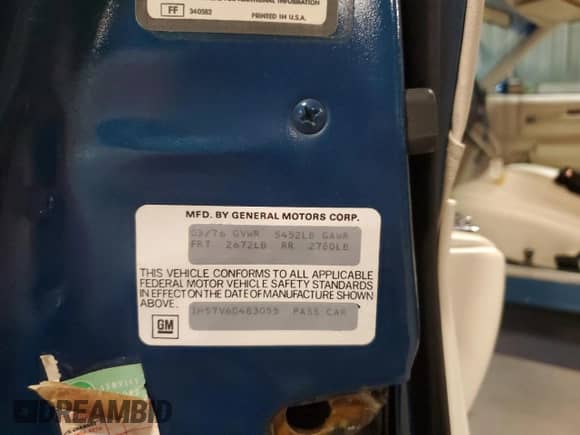 FF 340582 PRINTED IN U.S.A.
MFD. BY GENERAL MOTORS CORP.
03/76 GVWR 5452LB GAWR
FRT 2672LB RR 2780LB
THIS VEHICLE CONFORMS TO ALL APPLICABLE
FEDERAL MOTOR VEHICLE SAFETY STANDARDS
IN EFFECT ON THE DATE OF MANUFACTURE SHOWN
ABOVE.
GM
1H57V6D483055 PASS CAR
DREAMBID